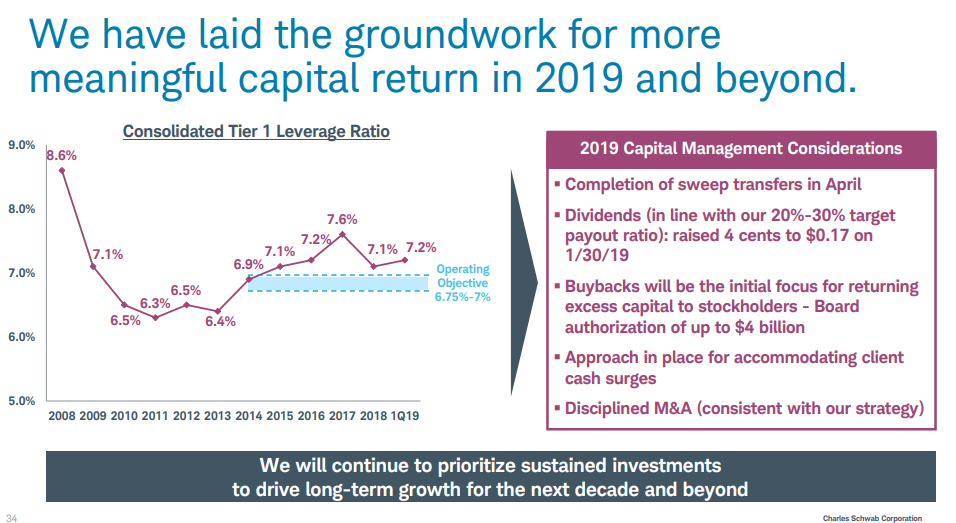 We have laid the groundwork for more
meaningful capital return in 2019 and beyond.
Consolidated Tier 1 Leverage Ratio
9.0%
8.0%
7.0%
6.0%
5.0%
8.6%
7.1%
6.5%
6.3%
6.5%
6.4%
6.9%
7.1%
7.2%
7.6%
7.1%
7.2%
Operating
Objective
6.75%-7%
2008 2009 2010 2011 2012 2013 2014 2015 2016 2017 2018 1Q19
2019 Capital Management Considerations
▪ Completion of sweep transfers in April
▪ Dividends (in line with our 20%-30% target
payout ratio): raised 4 cents to $0.17 on
1/30/19
▪ Buybacks will be the initial focus for returning
excess capital to stockholders - Board
authorization of up to $4 billion
▪ Approach in place for accommodating client
cash surges
▪ Disciplined M&A (consistent with our strategy)
We will continue to prioritize sustained investments
to drive long-term growth for the next decade and beyond
34
Charles Schwab Corporation